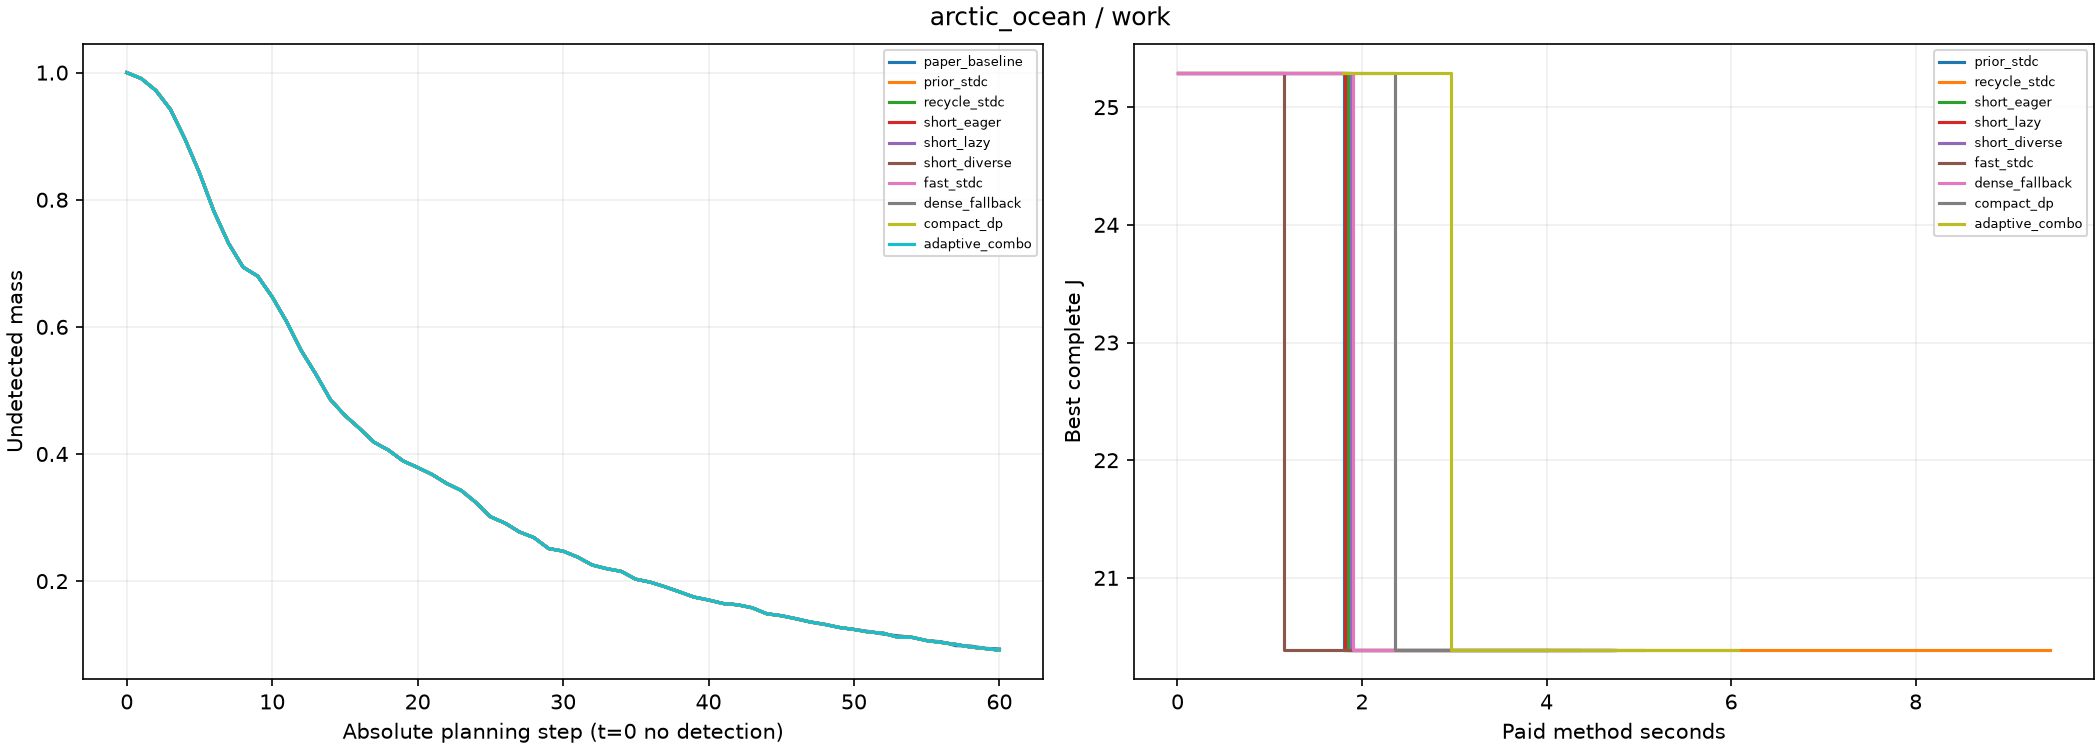 arctic_ocean / work
1.0
0.8
0.6
0.4
0.2
Undetected mass
0 10 20 30 40 50 60
Absolute planning step (t=0 no detection)
paper_baseline
prior_stdc
recycle_stdc
short_eager
short_lazy
short_diverse
fast_stdc
dense_fallback
compact_dp
adaptive_combo
25
24
23
22
21
Best complete J
0 2 4 6 8
Paid method seconds
prior_stdc
recycle_stdc
short_eager
short_lazy
short_diverse
fast_stdc
dense_fallback
compact_dp
adaptive_combo